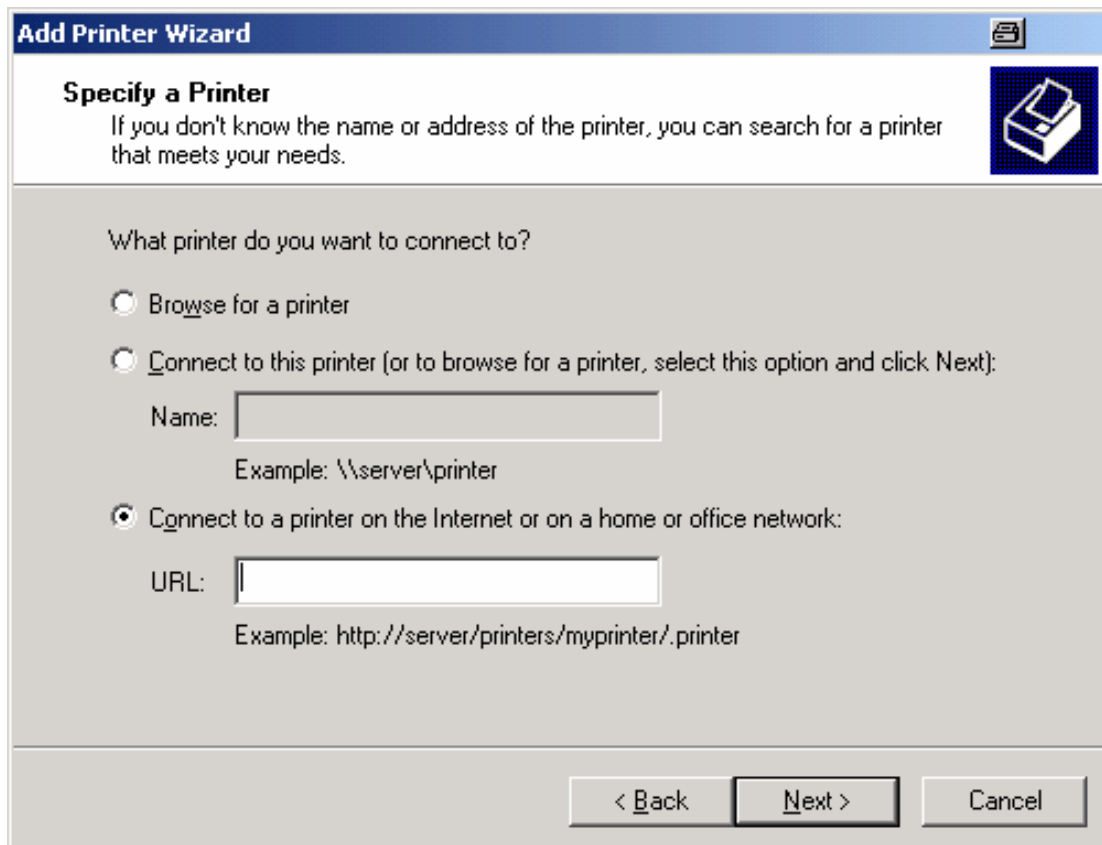 Add Printer Wizard
Specify a Printer
If you don't know the name or address of the printer, you can search for a printer
that meets your needs.
What printer do you want to connect to?
Browse for a printer
Connect to this printer (or to browse for a printer, select this option and click Next):
Name:
Example: \\server\printer
Connect to a printer on the Internet or on a home or office network:
URL:
Example: http://server/printers/myprinter/.printer
< Back Next > Cancel